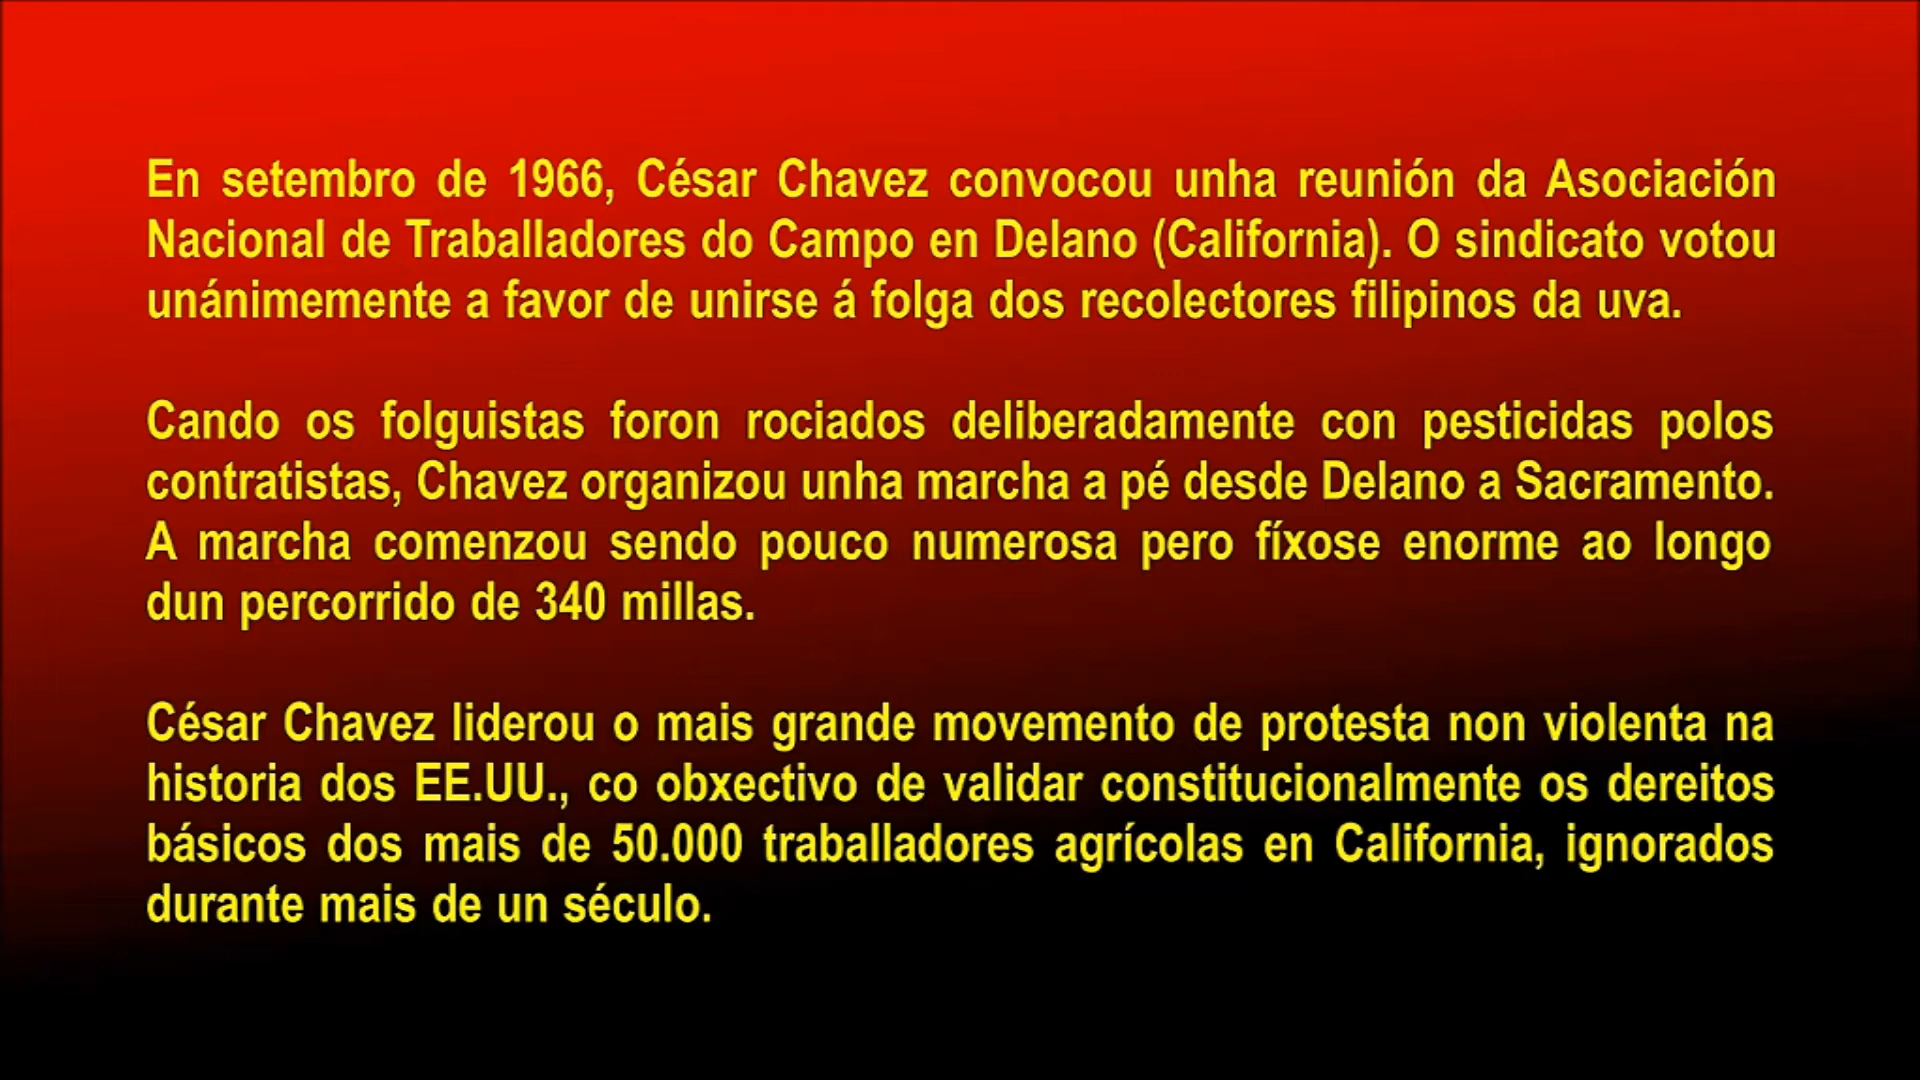 En setembro de 1966, César Chavez convocou unha reunión da Asociación
Nacional de Traballadores do Campo en Delano (California). O sindicato votou
unánimemente a favor de unirse á folga dos recolectores filipinos da uva.
Cando os folguistas foron rociados deliberadamente con pesticidas polos
contratistas, Chavez organizou unha marcha a pé desde Delano a Sacramento.
A marcha comenzou sendo pouco numerosa pero fíxose enorme ao longo
dun percorrido de 340 millas.
César Chavez liderou o mais grande movemento de protesta non violenta na
historia dos EE.UU., co obxectivo de validar constitucionalmente os dereitos
básicos dos mais de 50.000 traballadores agrícolas en California, ignorados
durante mais de un século.